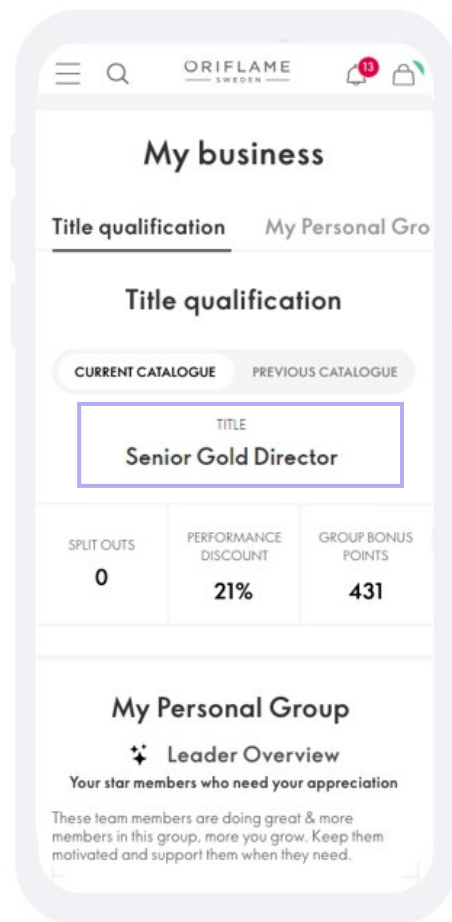 ORIFLAME
SWEDEN
13
My business
Title qualification My Personal Gro
Title qualification
CURRENT CATALOGUE PREVIOUS CATALOGUE
TITLE
Senior Gold Director
SPLIT OUTS
0
PERFORMANCE
DISCOUNT
21%
GROUP BONUS
POINTS
431
My Personal Group
Leader Overview
Your star members who need your appreciation
These team members are doing great & more
members in this group, more you grow. Keep them
motivated and support them when they need.